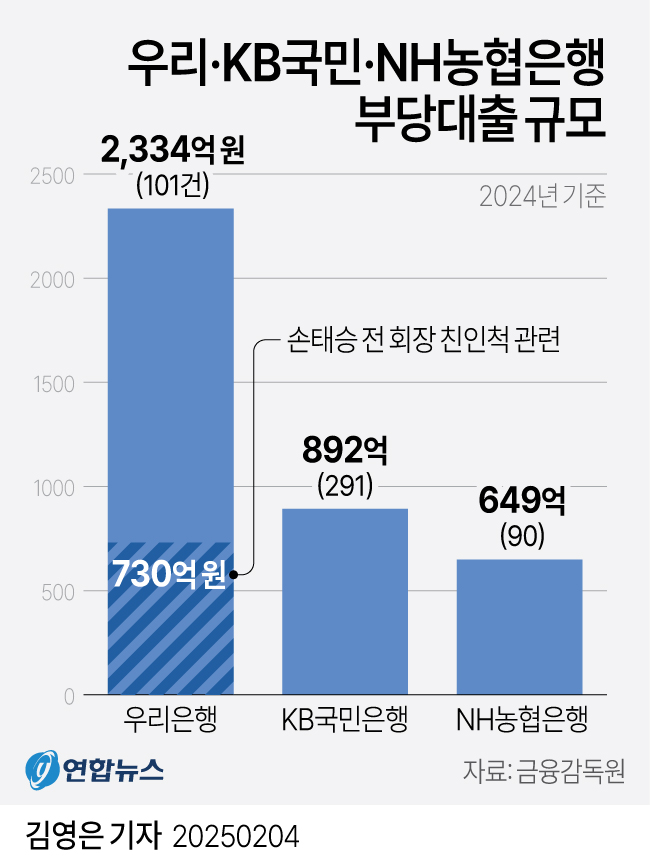 우리·KB국민·NH농협은행
부당대출 규모
2,334억 원
(101건)
2024년 기준
2500
2000
1500
1000
500
0
손태승 전 회장 친인척 관련
892억
(291)
649억
(90)
730억 원
우리은행
KB국민은행
NH농협은행
연합뉴스
자료: 금융감독원
김영은 기자 20250204